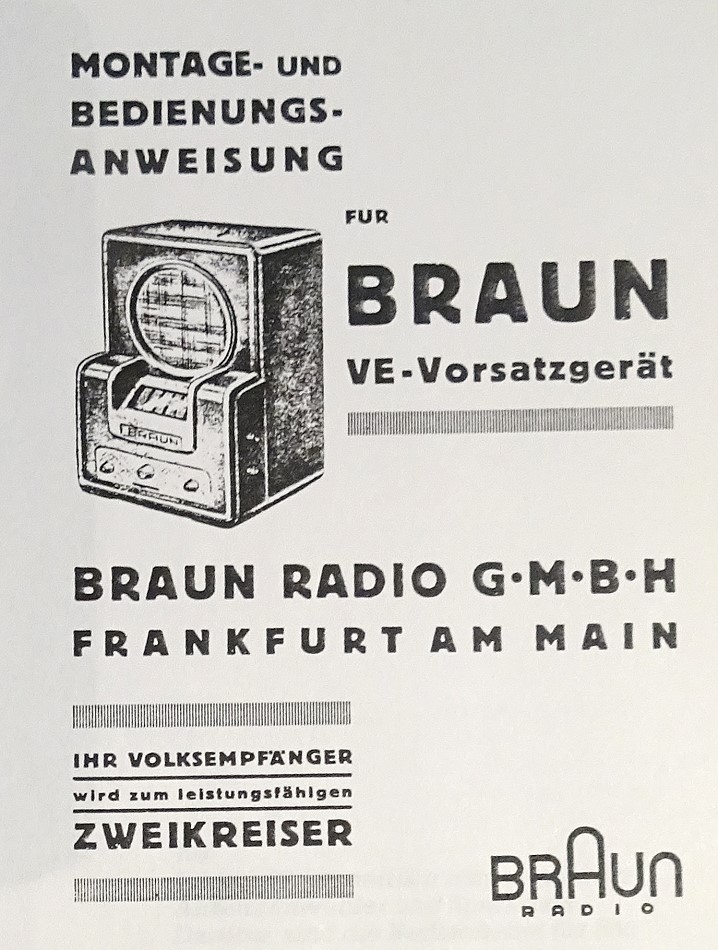 MONTAGE- UND
BEDIENUNGS-
ANWEISUNG
FUR
BRAUN
VE-Vorsatzgerät
BRAUN
BRAUN RADIO G·M·B·H
FRANKFURT AM MAIN
IHR VOLKSEMPFÄNGER
wird zum leistungsfähigen
ZWEIKREISER
BRAUN
RADIO